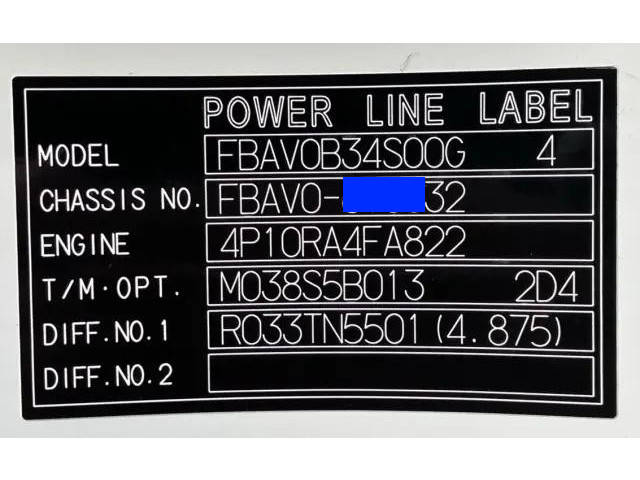 POWER LINE LABEL
MODEL FBAV0B34S00G 4
CHASSIS NO. FBAV0- 32
ENGINE 4P10RA4FA822
T/M·OPT. M038S5B013 2D4
DIFF.NO.1 R033TN5501(4.875)
DIFF.NO.2